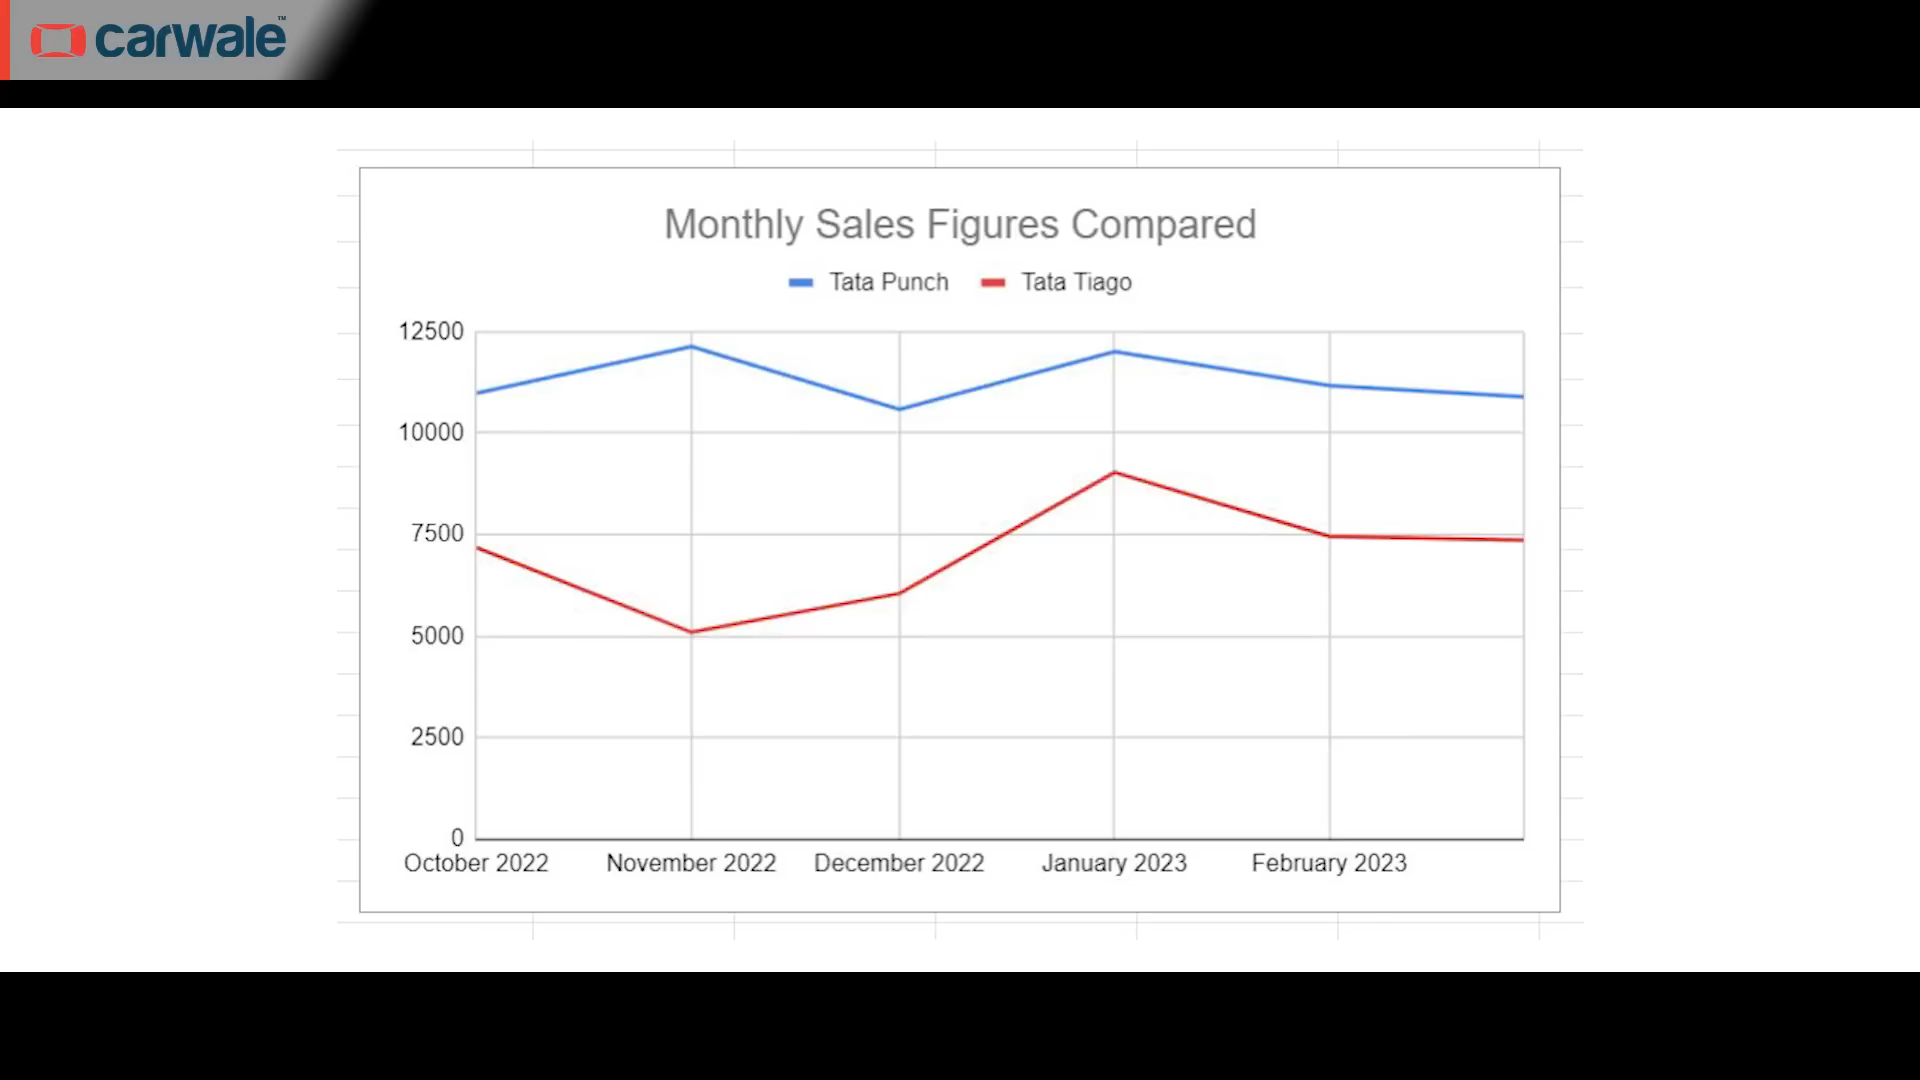 carwale™
Monthly Sales Figures Compared
Tata Punch Tata Tiago
12500
10000
7500
5000
2500
0
October 2022 November 2022 December 2022 January 2023 February 2023